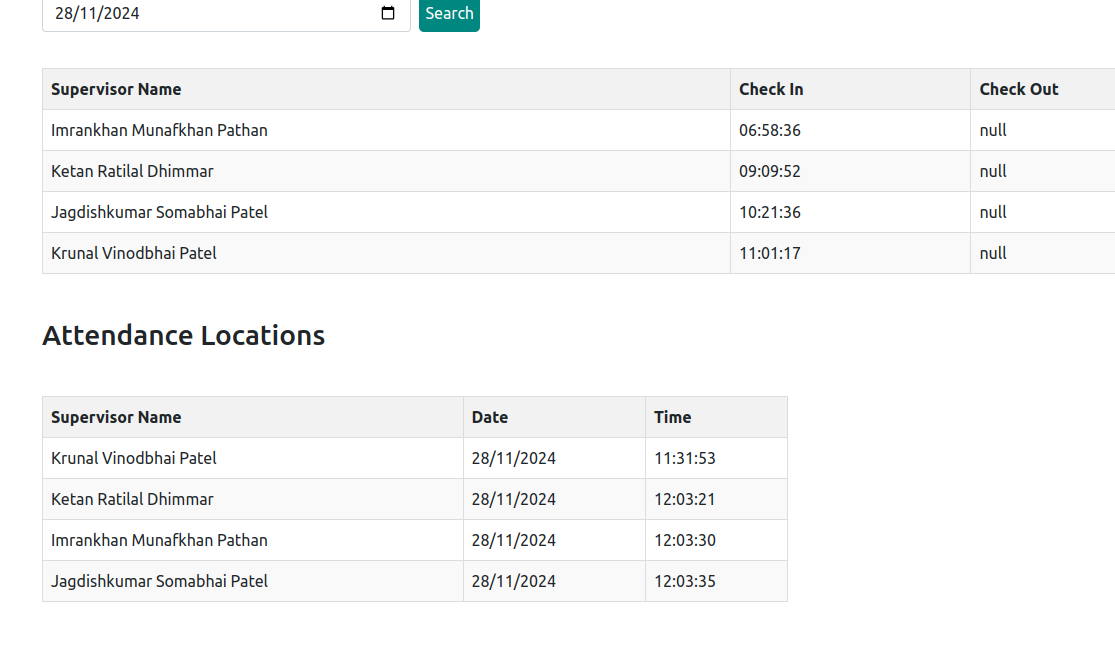 28/11/2024 Search
Supervisor Name Check In Check Out
Imrankhan Munafkhan Pathan 06:58:36 null
Ketan Ratilal Dhimmar 09:09:52 null
Jagdishkumar Somabhai Patel 10:21:36 null
Krunal Vinodbhai Patel 11:01:17 null
Attendance Locations
Supervisor Name Date Time
Krunal Vinodbhai Patel 28/11/2024 11:31:53
Ketan Ratilal Dhimmar 28/11/2024 12:03:21
Imrankhan Munafkhan Pathan 28/11/2024 12:03:30
Jagdishkumar Somabhai Patel 28/11/2024 12:03:35